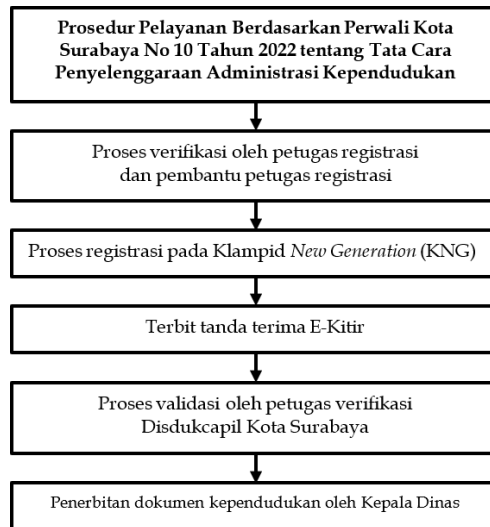 Prosedur Pelayanan Berdasarkan Perwali Kota
Surabaya No 10 Tahun 2022 tentang Tata Cara
Penyelenggaraan Administrasi Kependudukan
Proses verifikasi oleh petugas registrasi
dan pembantu petugas registrasi
Proses registrasi pada Klampid New Generation (KNG)
Terbit tanda terima E-Kitir
Proses validasi oleh petugas verifikasi
Disdukcapil Kota Surabaya
Penerbitan dokumen kependudukan oleh Kepala Dinas